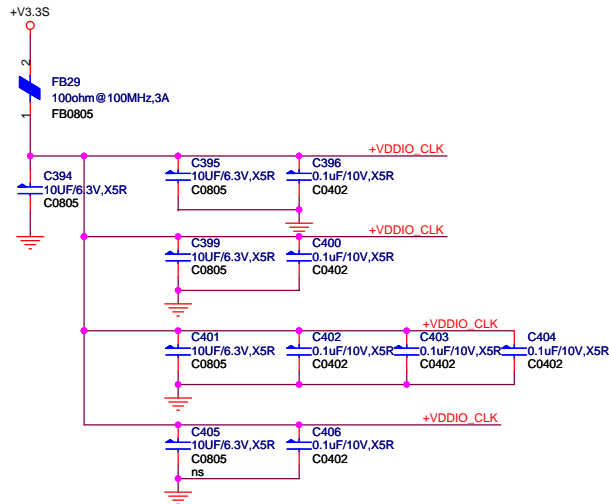 +V3.3S
2
FB29
100ohm@100MHz,3A
1
FB0805
+VDDIO_CLK
C394
10UF/6.3V,X5R
C0805
C395
10UF/6.3V,X5R
C0805
C396
0.1uF/10V,X5R
C0402
+VDDIO_CLK
C399
10UF/6.3V,X5R
C0805
C400
0.1uF/10V,X5R
C0402
+VDDIO_CLK
C401
10UF/6.3V,X5R
C0805
C402
0.1uF/10V,X5R
C0402
C403
0.1uF/10V,X5R
C0402
C404
0.1uF/10V,X5R
C0402
+VDDIO_CLK
C405
10UF/6.3V,X5R
C0805
ns
C406
0.1uF/10V,X5R
C0402